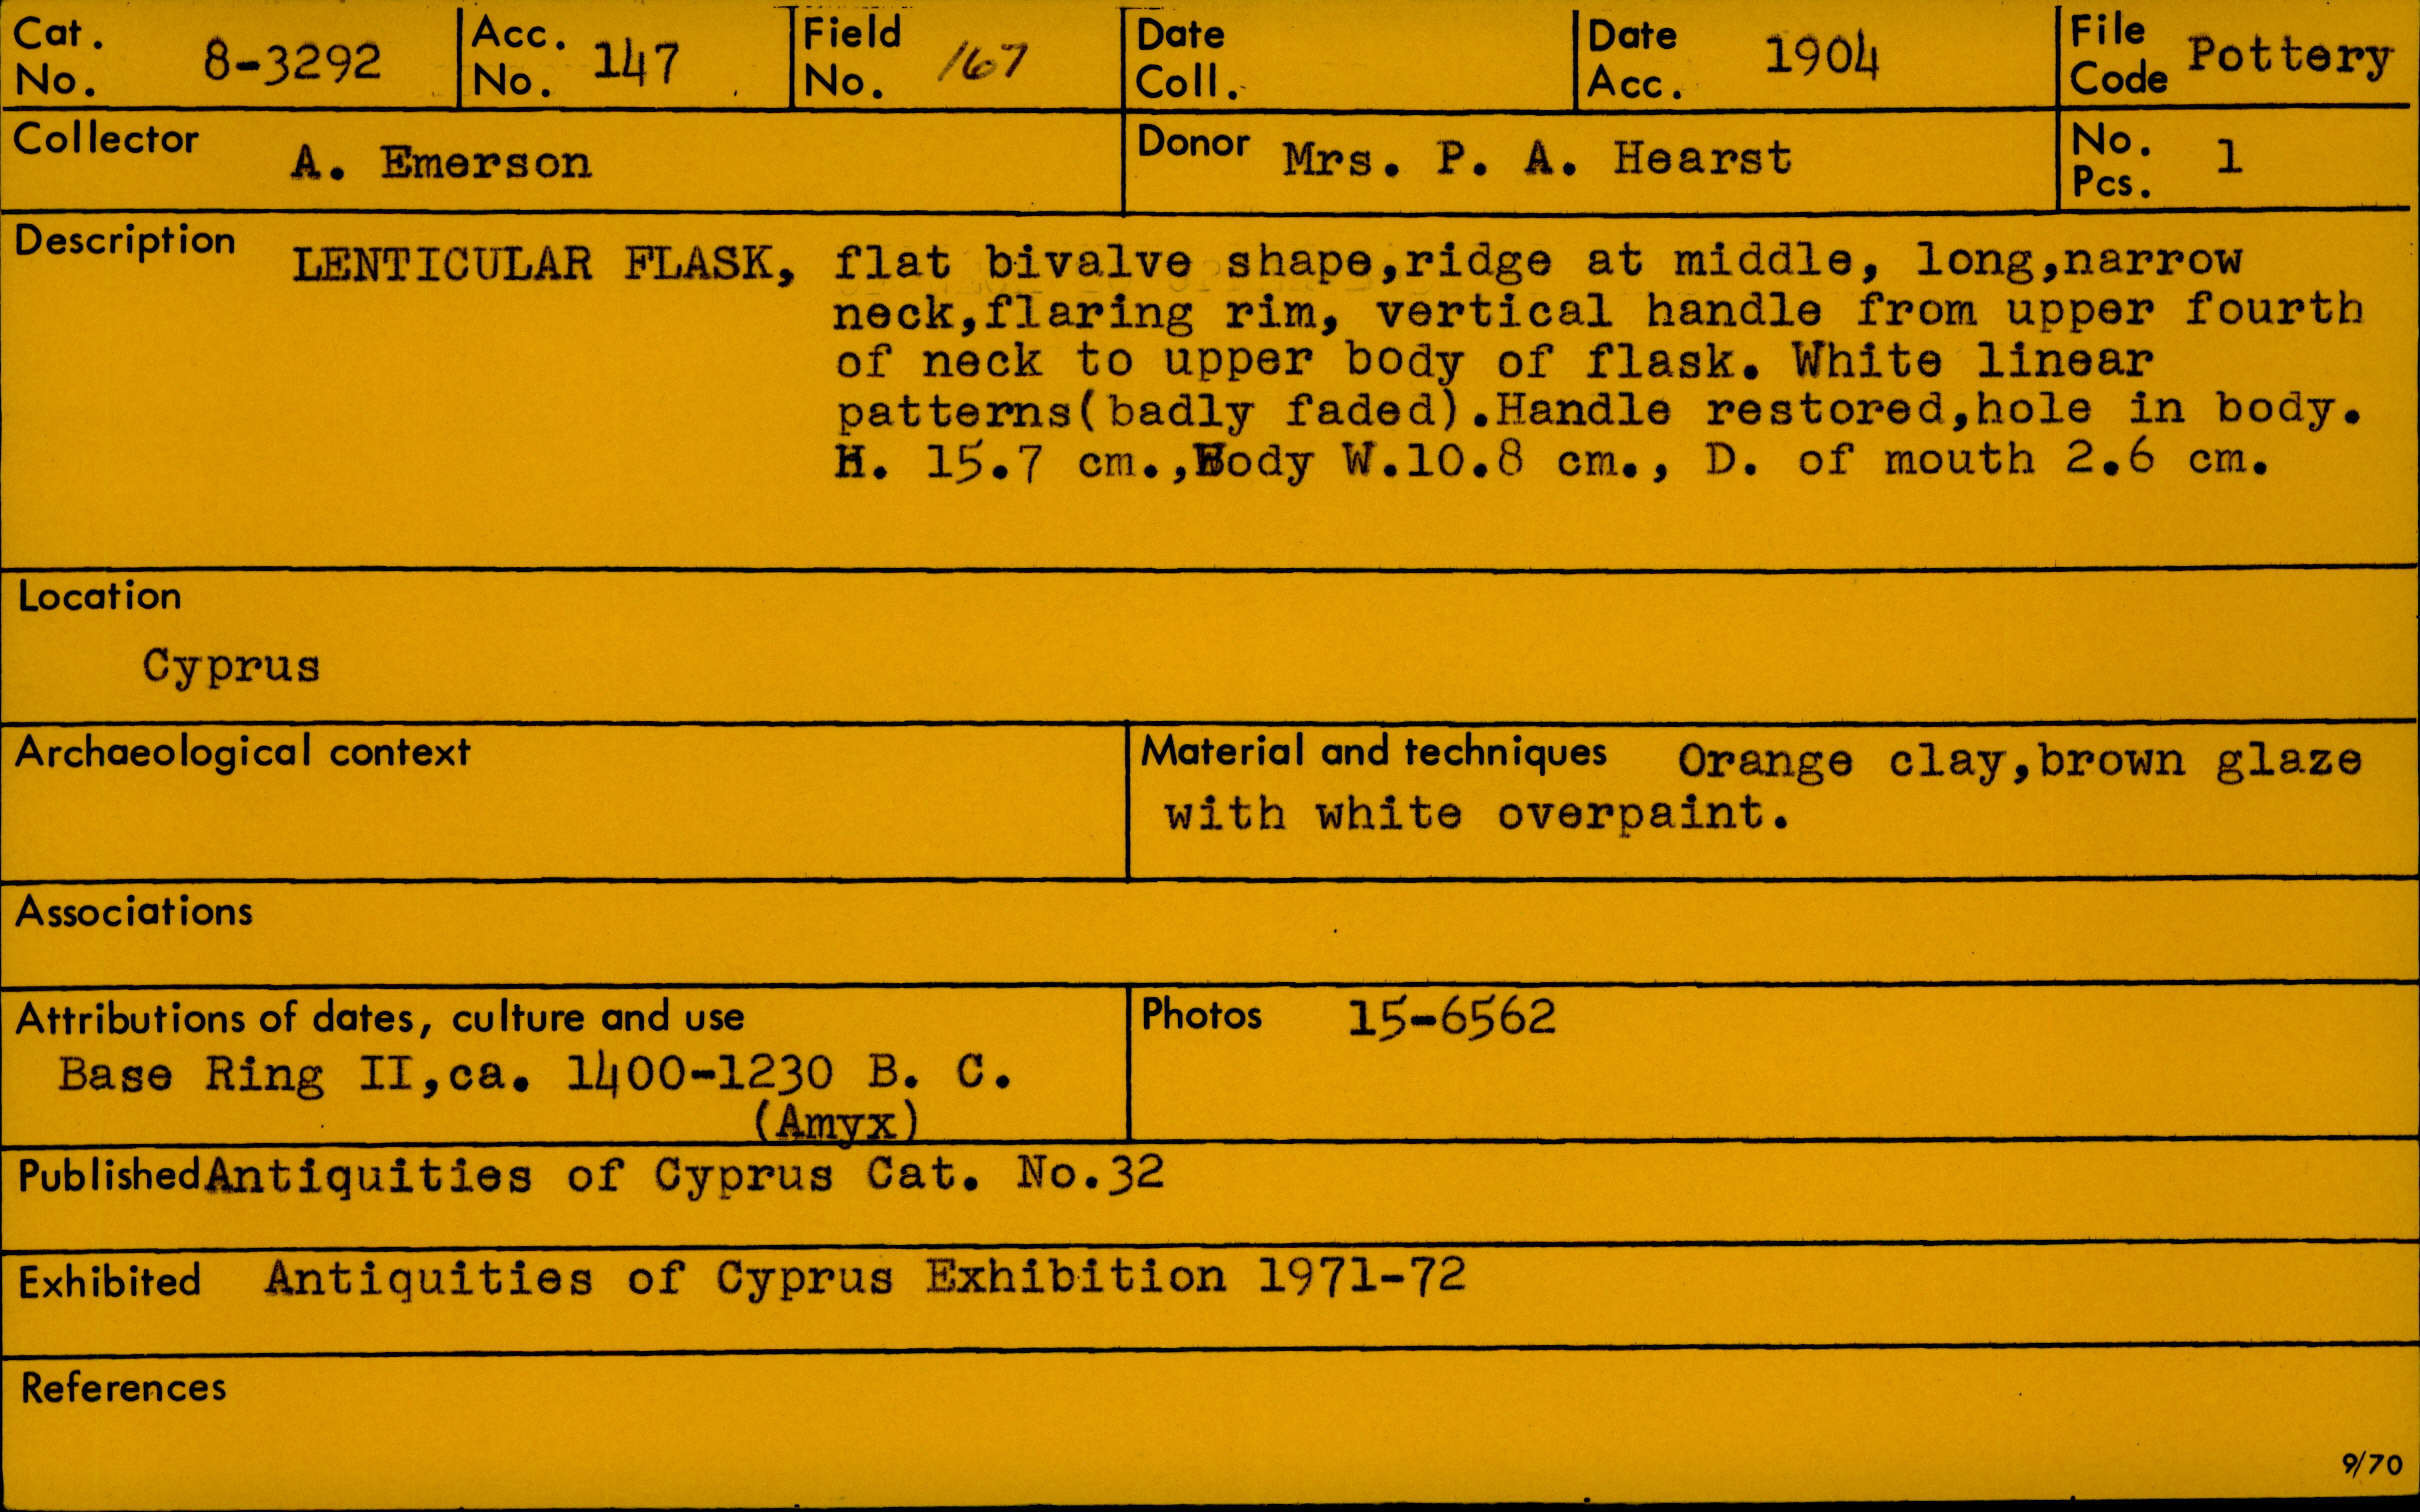 Cat. No. 8-3292 Acc. No. 147 Field No. 167 Date Coll. Date Acc. 1904 File Code Pottery
Collector A. Emerson Donor Mrs. P. A. Hearst No. Pcs. 1
Description LENTICULAR FLASK, flat bivalve shape,ridge at middle, long,narrow
neck,flaring rim, vertical handle from upper fourth
of neck to upper body of flask. White linear
patterns(badly faded).Handle restored,hole in body.
H. 15.7 cm.,Body W.10.8 cm., D. of mouth 2.6 cm.
Location
Cyprus
Archaeological context
Material and techniques Orange clay,brown glaze
with white overpaint.
Associations
Attributions of dates, culture and use
Base Ring II,ca. 1400-1230 B. C.
(Amyx)
Photos 15-6562
Published Antiquities of Cyprus Cat. No.32
Exhibited Antiquities of Cyprus Exhibition 1971-72
References
9/70